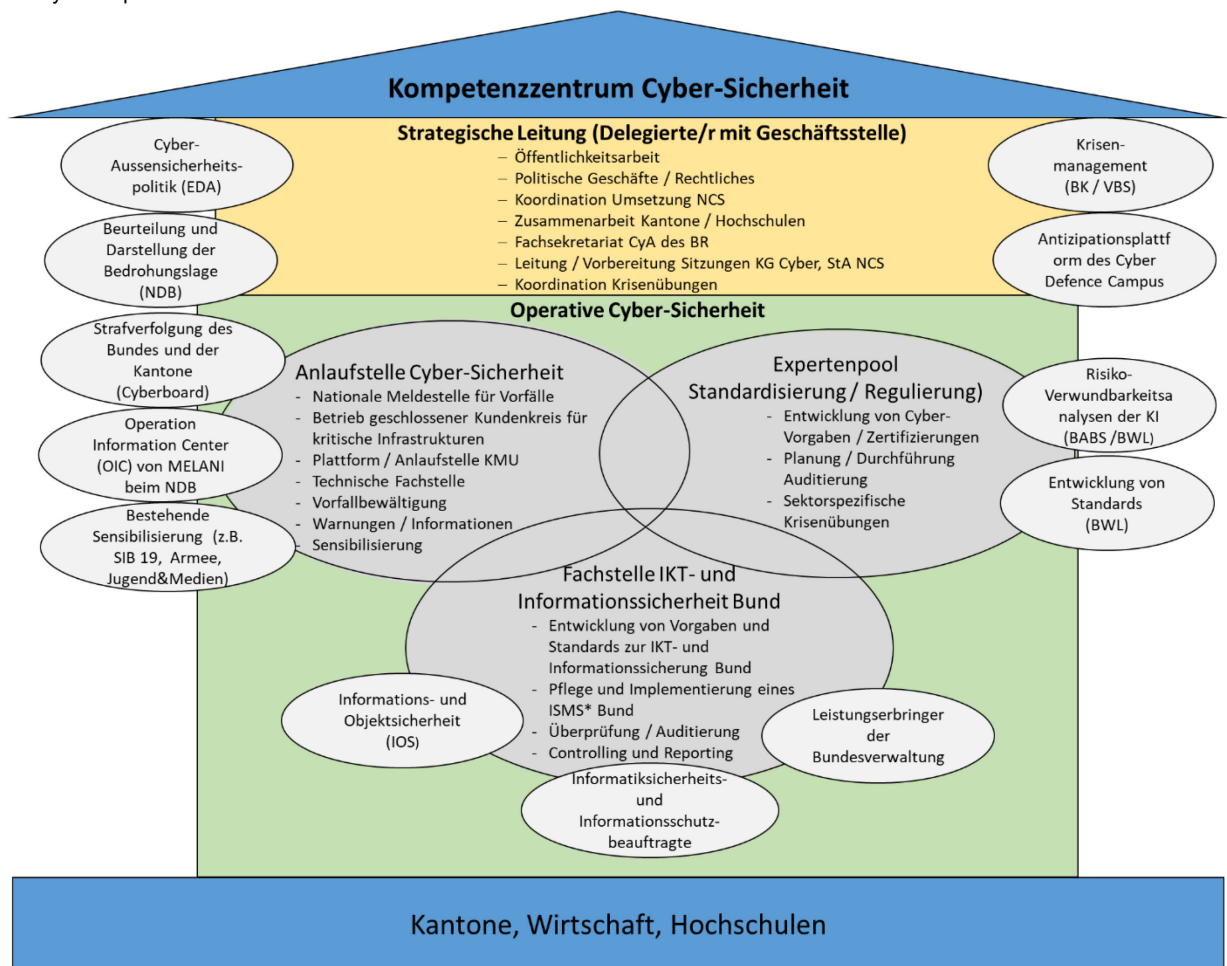 Kompetenzzentrum Cyber-Sicherheit
Strategische Leitung (Delegierte/r mit Geschäftsstelle)
– Öffentlichkeitsarbeit
– Politische Geschäfte / Rechtliches
– Koordination Umsetzung NCS
– Zusammenarbeit Kantone / Hochschulen
– Fachsekretariat CyA des BR
– Leitung / Vorbereitung Sitzungen KG Cyber, StA NCS
– Koordination Krisenübungen
Cyber-
Aussensicherheits-
politik (EDA)
Beurteilung und
Darstellung der
Bedrohungslage
(NDB)
Strafverfolgung des
Bundes und der
Kantone
(Cyberboard)
Operation
Information Center
(OIC) von MELANI
beim NDB
Bestehende
Sensibilisierung (z.B.
SIB 19, Armee,
Jugend&Medien)
Krisen-
management
(BK / VBS)
Antizipationsplattf
orm des Cyber
Defence Campus
Risiko-
Verwundbarkeitsa
nalysen der KI
(BABS /BWL)
Entwicklung von
Standards
(BWL)
Operative Cyber-Sicherheit
Anlaufstelle Cyber-Sicherheit
- Nationale Meldestelle für Vorfälle
- Betrieb geschlossener Kundenkreis für
kritische Infrastrukturen
- Plattform / Anlaufstelle KMU
- Technische Fachstelle
- Vorfallbewältigung
- Warnungen / Informationen
- Sensibilisierung
Expertenpool
Standardisierung / Regulierung)
- Entwicklung von Cyber-
Vorgaben / Zertifizierungen
- Planung / Durchführung
Auditierung
- Sektorspezifische
Krisenübungen
Fachstelle IKT- und
Informationssicherheit Bund
- Entwicklung von Vorgaben und
Standards zur IKT- und
Informationssicherung Bund
- Pflege und Implementierung eines
ISMS* Bund
- Überprüfung / Auditierung
- Controlling und Reporting
Informations- und
Objektsicherheit
(IOS)
Leistungserbringer
der
Bundesverwaltung
Informatiksicherheits-
und
Informationsschutz-
beauftragte
Kantone, Wirtschaft, Hochschulen